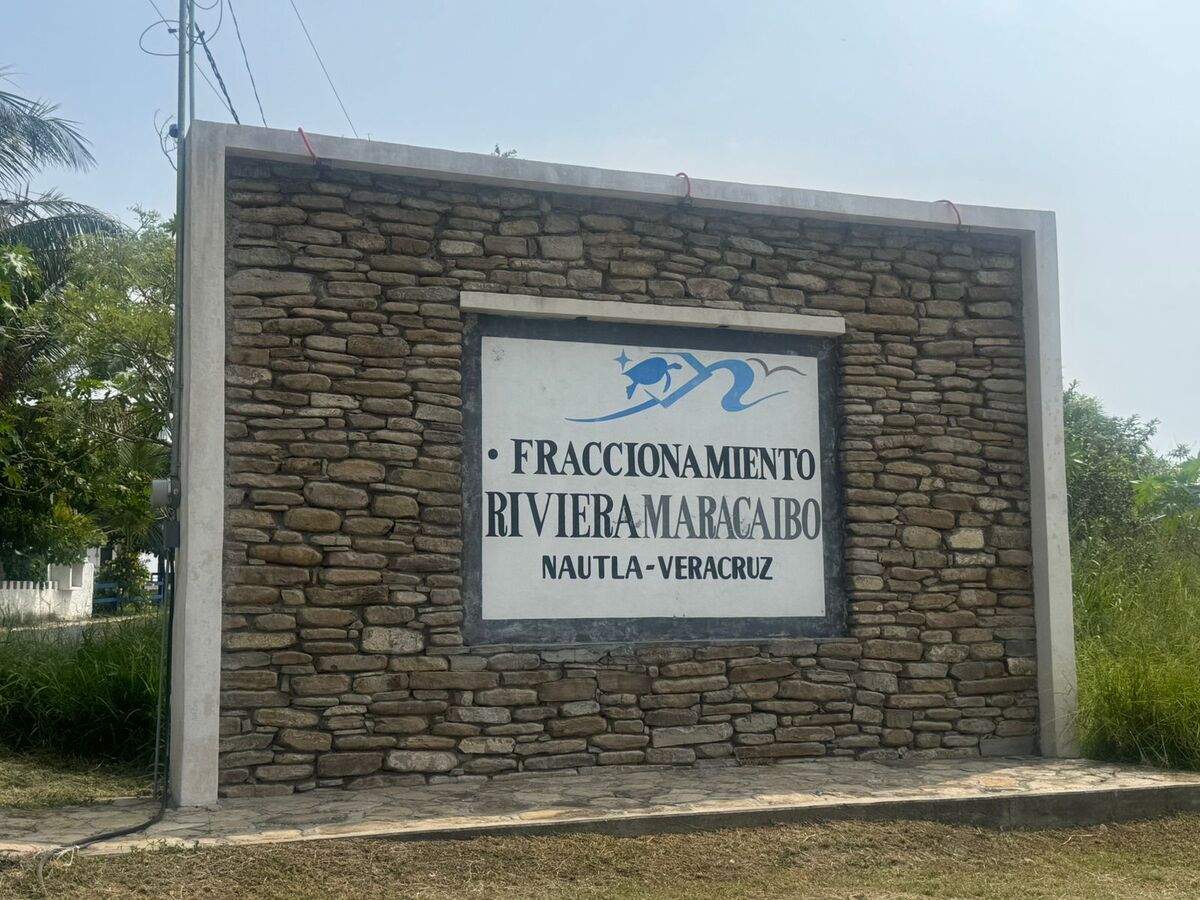 • FRACCIONAMIENTO
RIVIERA MARACAIBO
NAUTLA-VERACRUZ